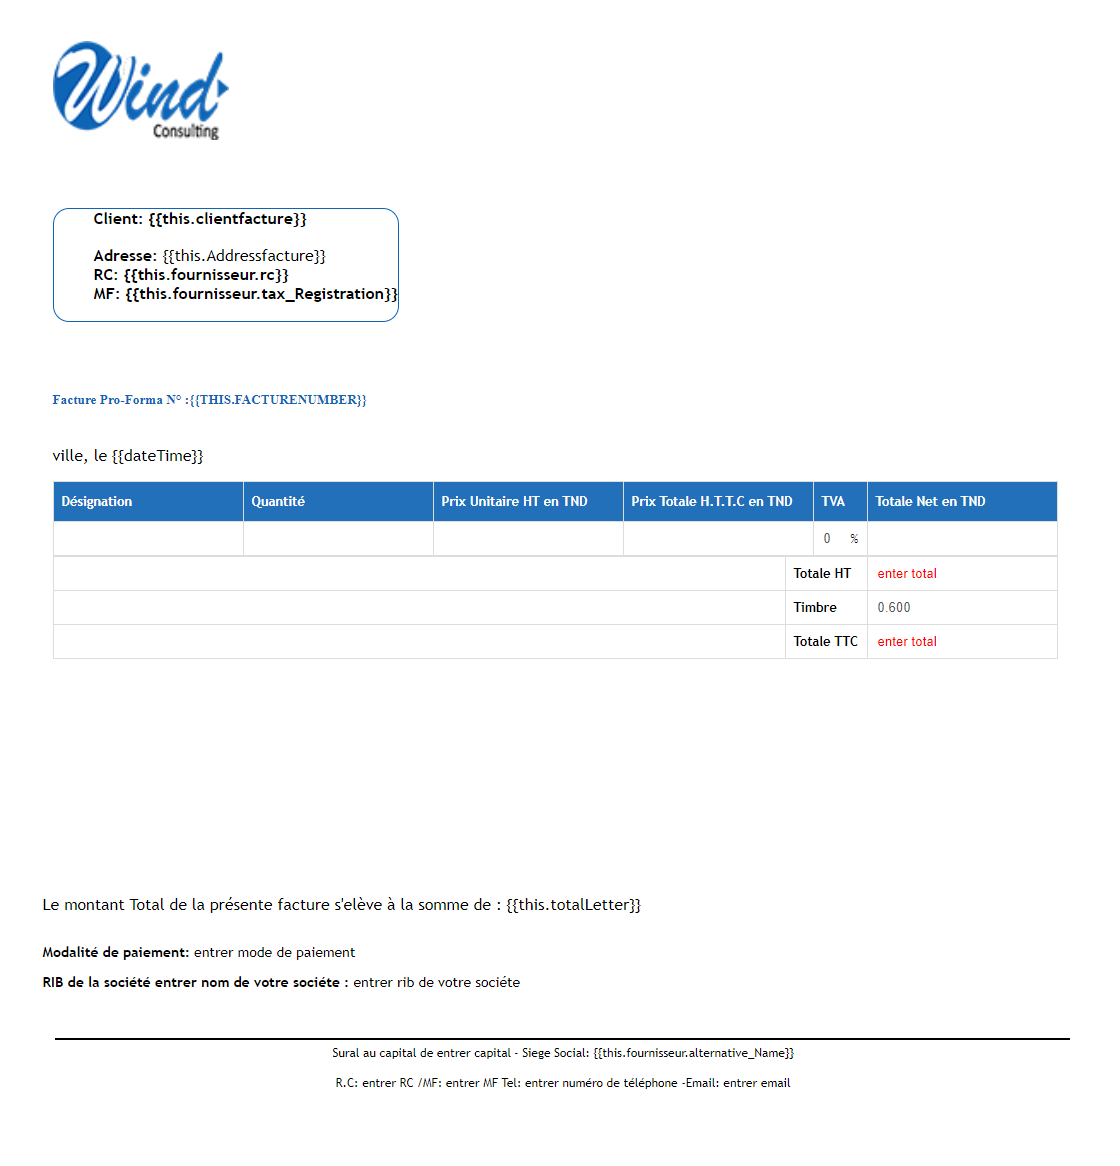 Wind
Consulting
Client: {{this.clientfacture}}
Adresse: {{this.Addressfacture}}
RC: {{this.fournisseur.rc}}
MF: {{this.fournisseur.tax_Registration}}
Facture Pro-Forma N° :{{THIS.FACTURENUMBER}}
ville, le {{dateTime}}
Désignation Quantité Prix Unitaire HT en TND Prix Totale H.T.T.C en TND TVA Totale Net en TND
0 %
Totale HT enter total
Timbre 0.600
Totale TTC enter total
Le montant Total de la présente facture s'elève à la somme de : {{this.totalLetter}}
Modalité de paiement: entrer mode de paiement
RIB de la société entrer nom de votre sociéte : entrer rib de votre sociéte
Sural au capital de entrer capital - Siege Social: {{this.fournisseur.alternative_Name}}
R.C: entrer RC /MF: entrer MF Tel: entrer numéro de téléphone -Email: entrer email